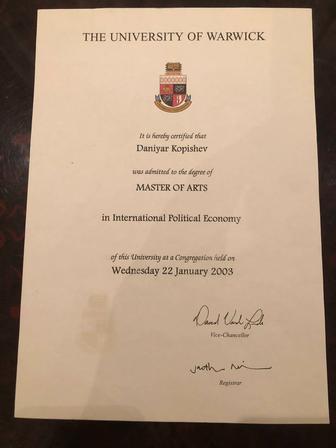 THE UNIVERSITY OF WARWICK
It is hereby certified that
Daniyar Kopishev
was admitted to the degree of
MASTER OF ARTS
in International Political Economy
of this University at a Congregation held on
Wednesday 22 January 2003
Vice-Chancellor
Registrar